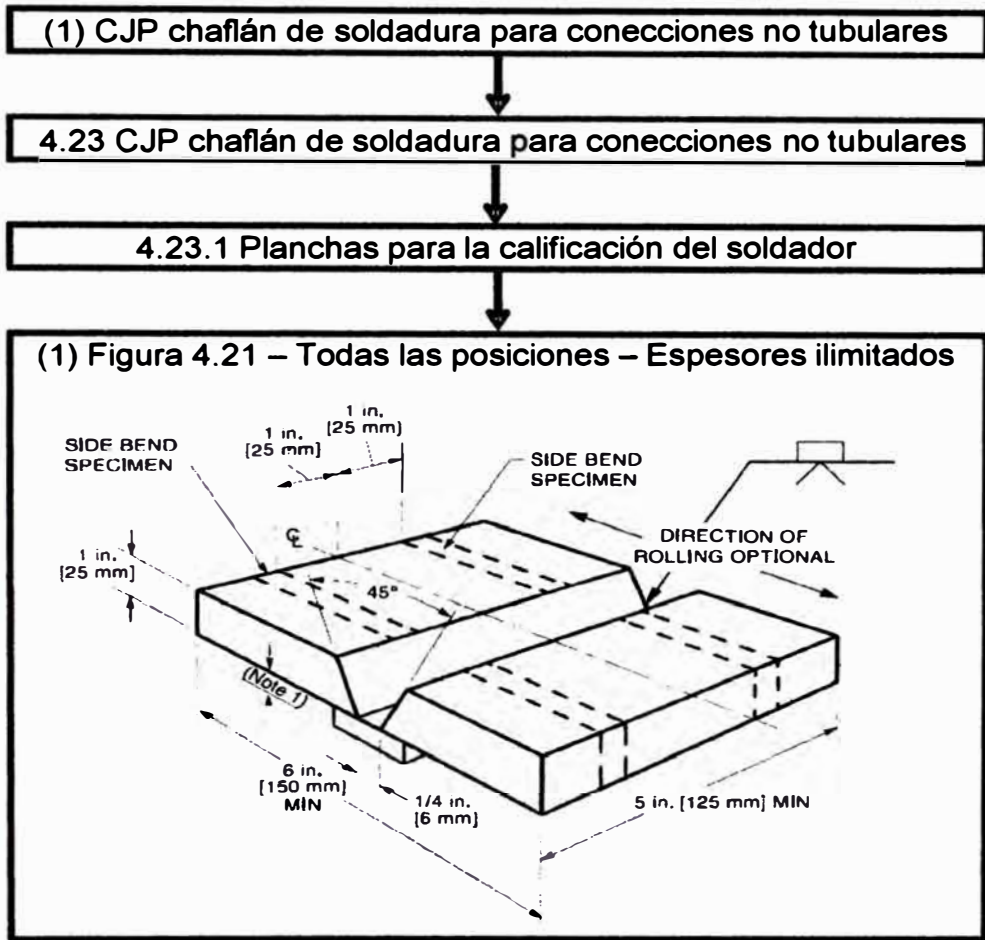 (1) CJP chaflán de soldadura para conecciones no tubulares
4.23 CJP chaflán de soldadura para conecciones no tubulares
4.23.1 Planchas para la calificación del soldador
(1) Figura 4.21 – Todas las posiciones – Espesores ilimitados
1 in.
[25 mm]
1 in.
[25 mm]
SIDE BEND
SPECIMEN
SIDE BEND
SPECIMEN
DIRECTION OF
ROLLING OPTIONAL
℄
1 in.
[25 mm]
45°
(Note 1)
6 in.
[150 mm]
MIN
1/4 in.
[6 mm]
5 in. [125 mm] MIN